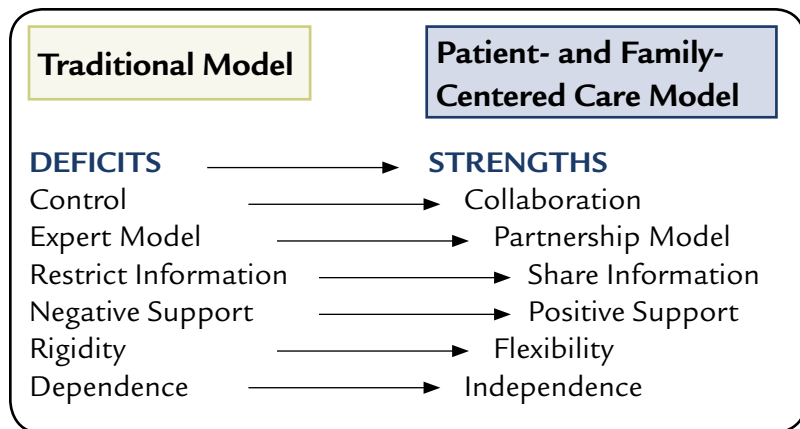 Traditional Model
Patient- and Family-
Centered Care Model
DEFICITS STRENGTHS
Control Collaboration
Expert Model Partnership Model
Restrict Information Share Information
Negative Support Positive Support
Rigidity Flexibility
Dependence Independence